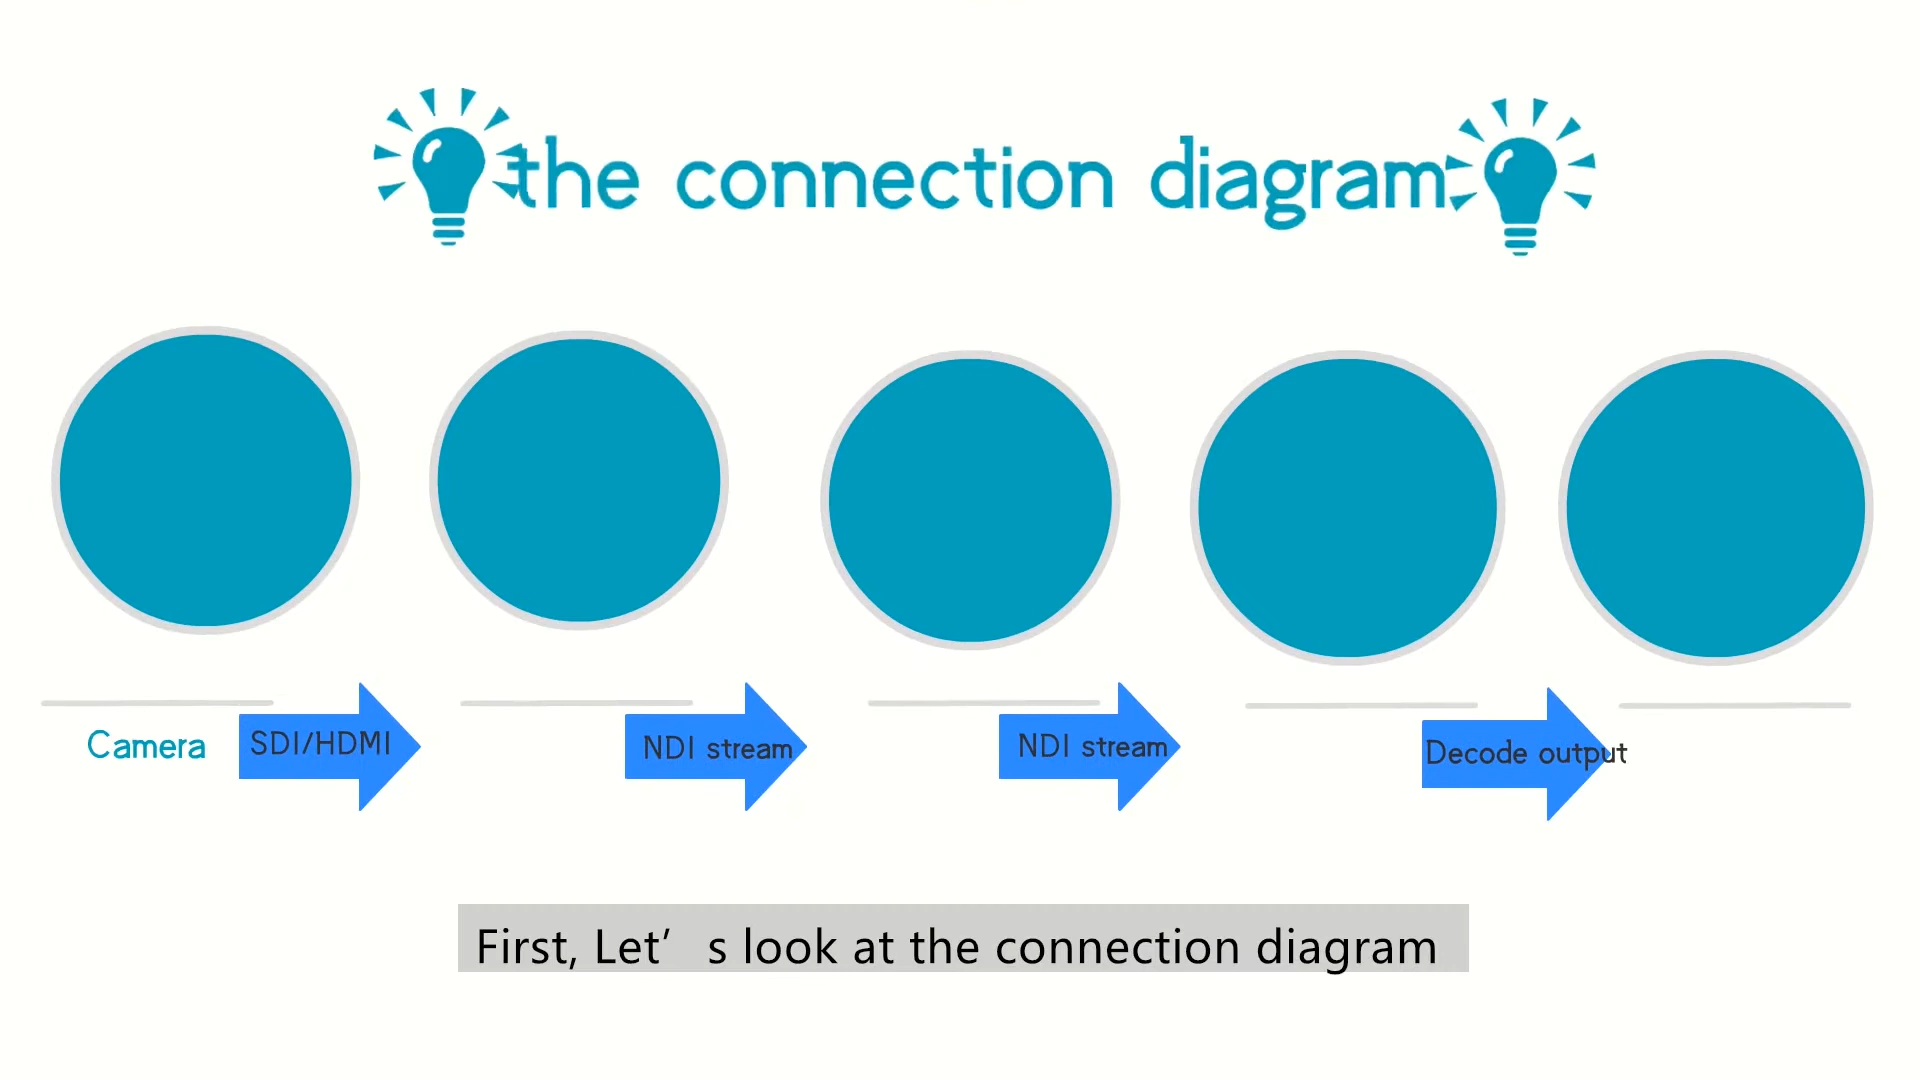 the connection diagram
Camera
SDI/HDMI
NDI stream
NDI stream
Decode output
First, Let’ s look at the connection diagram